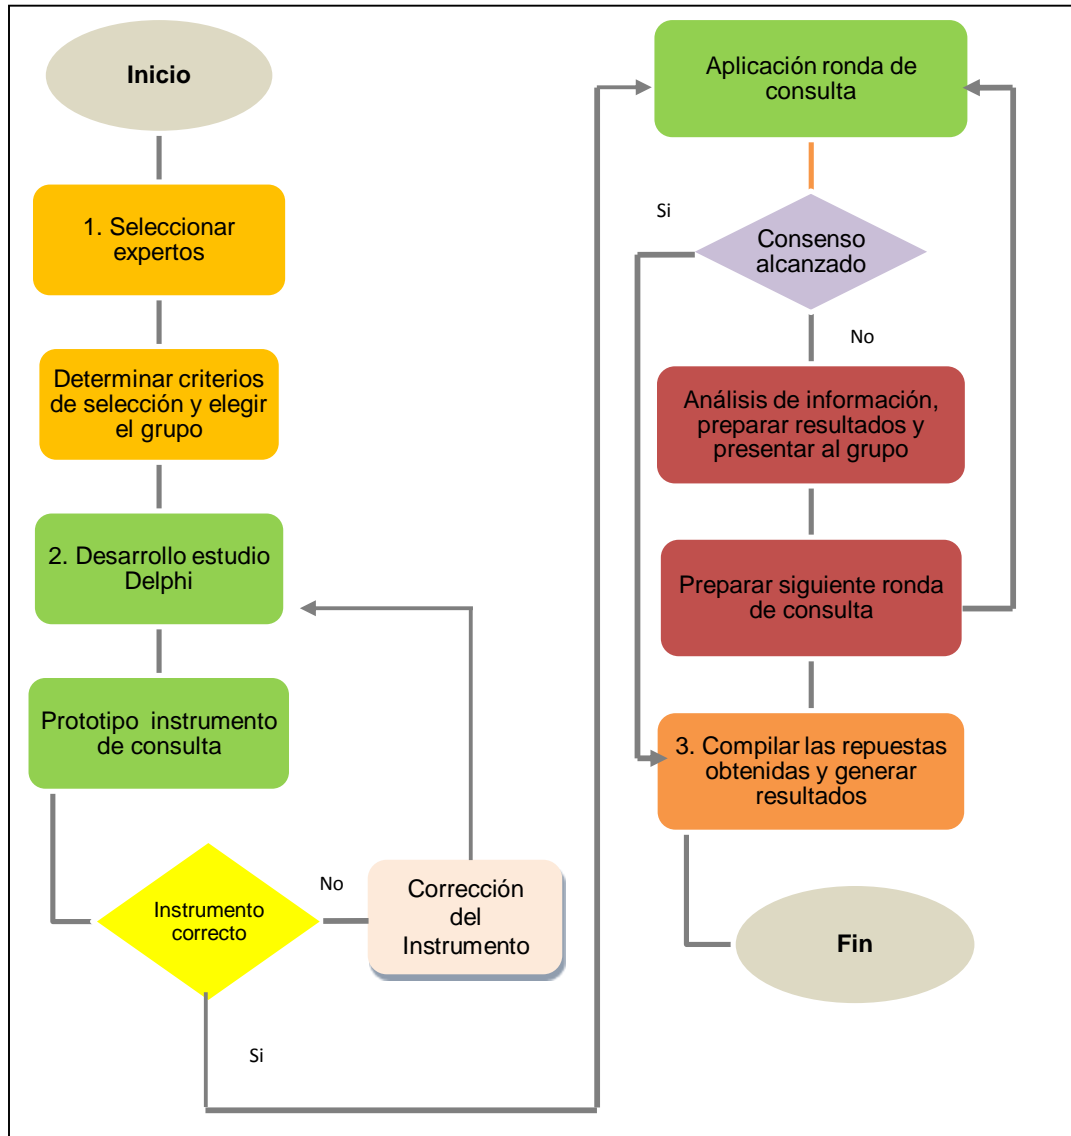 Inicio
1. Seleccionar
expertos
Determinar criterios
de selección y elegir
el grupo
2. Desarrollo estudio
Delphi
Prototipo instrumento
de consulta
Instrumento
correcto
No
Corrección
del
Instrumento
Si
Aplicación ronda de
consulta
Si
Consenso
alcanzado
No
Análisis de información,
preparar resultados y
presentar al grupo
Preparar siguiente ronda
de consulta
3. Compilar las repuestas
obtenidas y generar
resultados
Fin